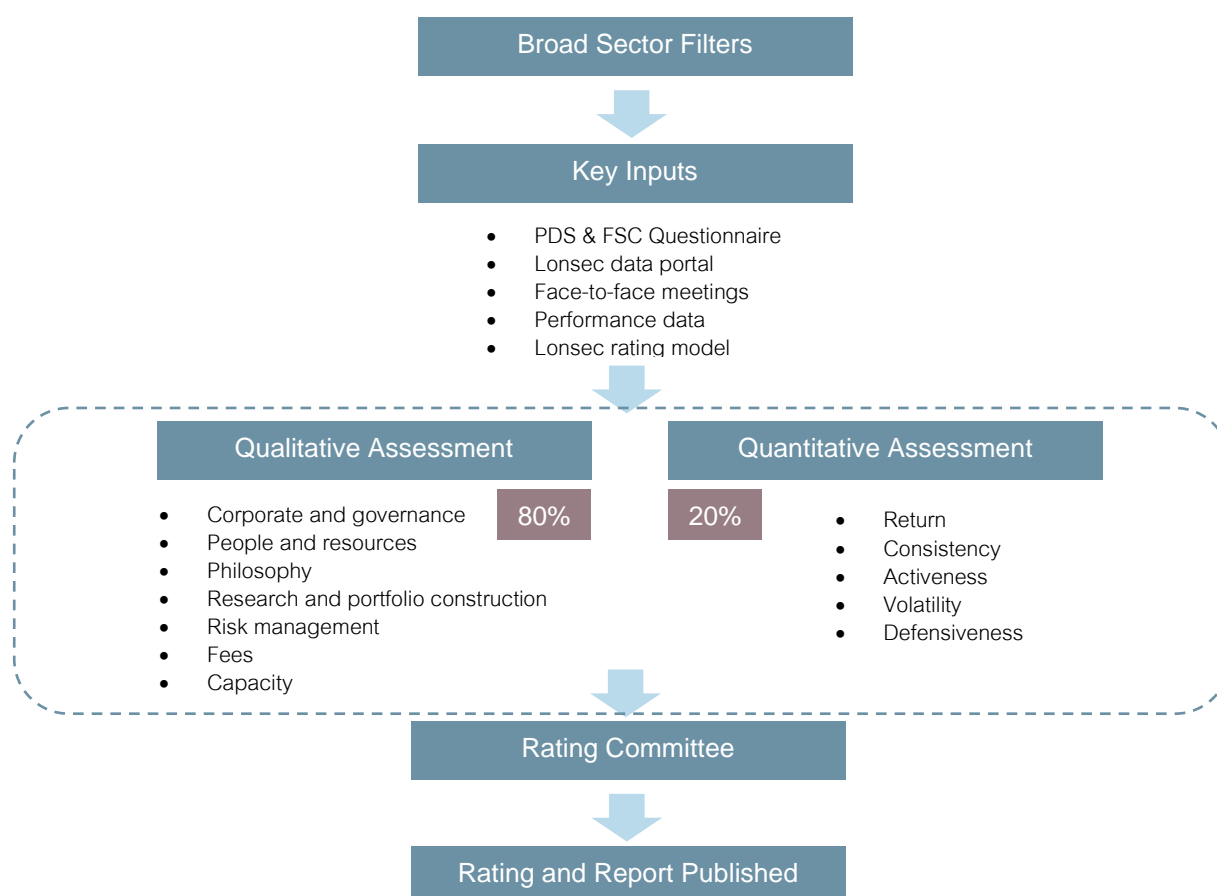 Broad Sector Filters
Key Inputs
• PDS & FSC Questionnaire
• Lonsec data portal
• Face-to-face meetings
• Performance data
• Lonsec rating model
Qualitative Assessment
80%
• Corporate and governance
• People and resources
• Philosophy
• Research and portfolio construction
• Risk management
• Fees
• Capacity
Quantitative Assessment
20%
• Return
• Consistency
• Activeness
• Volatility
• Defensiveness
Rating Committee
Rating and Report Published